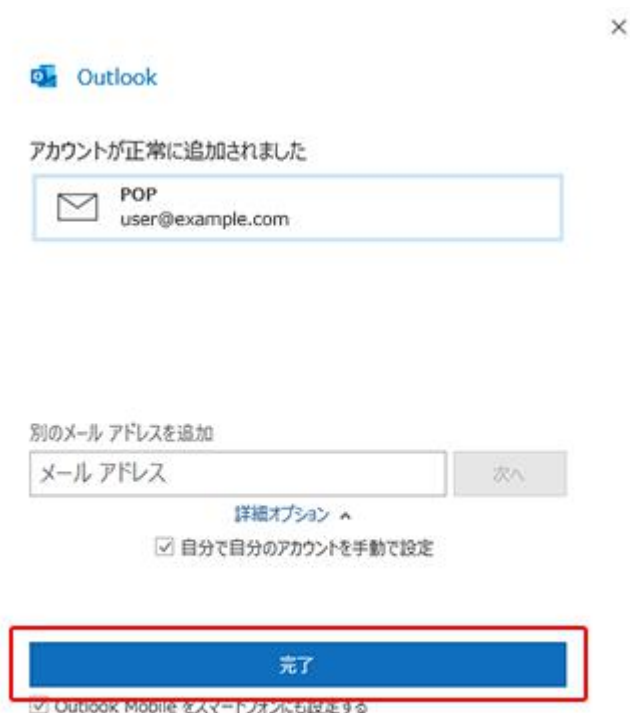 Outlook
アカウントが正常に追加されました
POP
user@example.com
別のメール アドレスを追加
メール アドレス
次へ
詳細オプション
自分で自分のアカウントを手動で設定
完了
Outlook Mobile をスマートフォンにも設定する